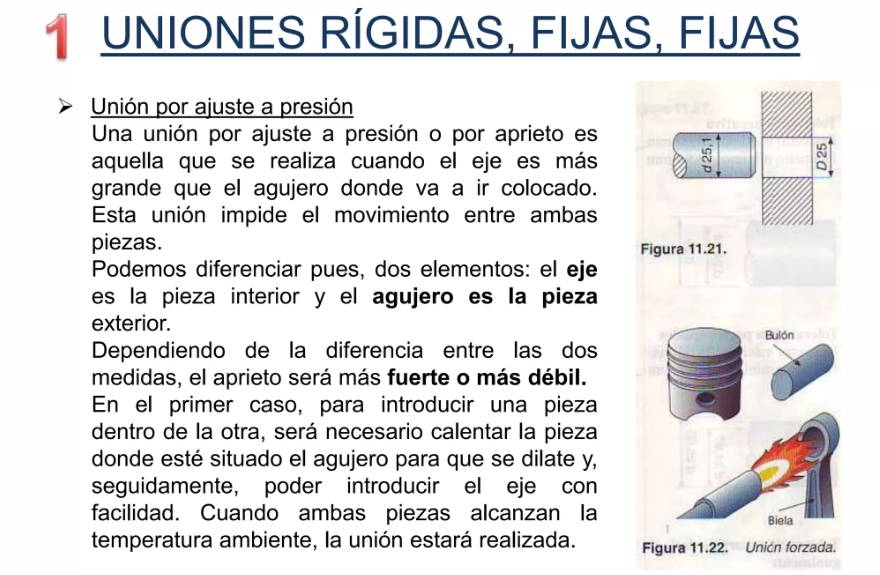 1 UNIONES RÍGIDAS, FIJAS, FIJAS
➢ Unión por ajuste a presión
Una unión por ajuste a presión o por aprieto es
aquella que se realiza cuando el eje es más
grande que el agujero donde va a ir colocado.
Esta unión impide el movimiento entre ambas
piezas.
Podemos diferenciar pues, dos elementos: el eje
es la pieza interior y el agujero es la pieza
exterior.
Dependiendo de la diferencia entre las dos
medidas, el aprieto será más fuerte o más débil.
En el primer caso, para introducir una pieza
dentro de la otra, será necesario calentar la pieza
donde esté situado el agujero para que se dilate y,
seguidamente, poder introducir el eje con
facilidad. Cuando ambas piezas alcanzan la
temperatura ambiente, la unión estará realizada.
d 25,1
D 25
Figura 11.21.
Bulón
Biela
Figura 11.22. Unión forzada.